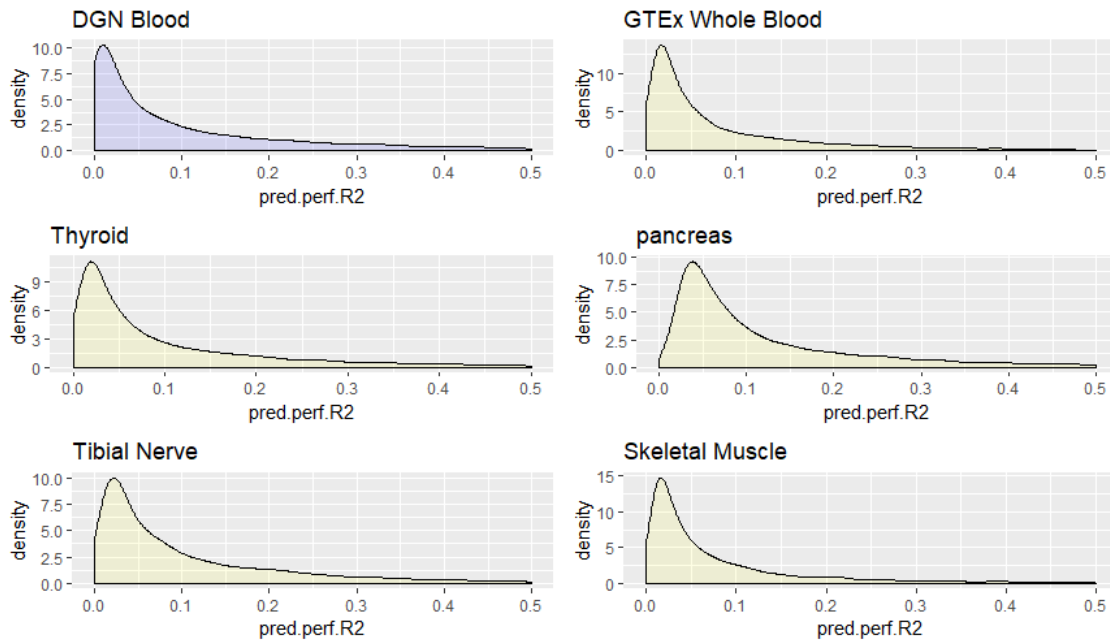 DGN Blood
10.0
7.5
5.0
2.5
0.0
density
0.0 0.1 0.2 0.3 0.4 0.5
pred.perf.R2
GTEx Whole Blood
10
5
0
density
0.0 0.1 0.2 0.3 0.4 0.5
pred.perf.R2
Thyroid
9
6
3
0
density
0.0 0.1 0.2 0.3 0.4 0.5
pred.perf.R2
pancreas
10.0
7.5
5.0
2.5
0.0
density
0.0 0.1 0.2 0.3 0.4 0.5
pred.perf.R2
Tibial Nerve
10.0
7.5
5.0
2.5
0.0
density
0.0 0.1 0.2 0.3 0.4 0.5
pred.perf.R2
Skeletal Muscle
15
10
5
0
density
0.0 0.1 0.2 0.3 0.4 0.5
pred.perf.R2